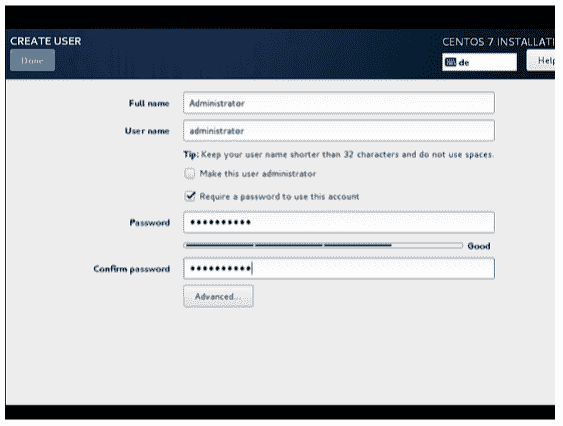 CREATE USER
CENTOS 7 INSTALLATI
Done
de
Help
Full name
Administrator
User name
administrator
Tip: Keep your user name shorter than 32 characters and do not use spaces.
Make this user administrator
Require a password to use this account
Password
••••••••••
Good
Confirm password
••••••••••
Advanced...